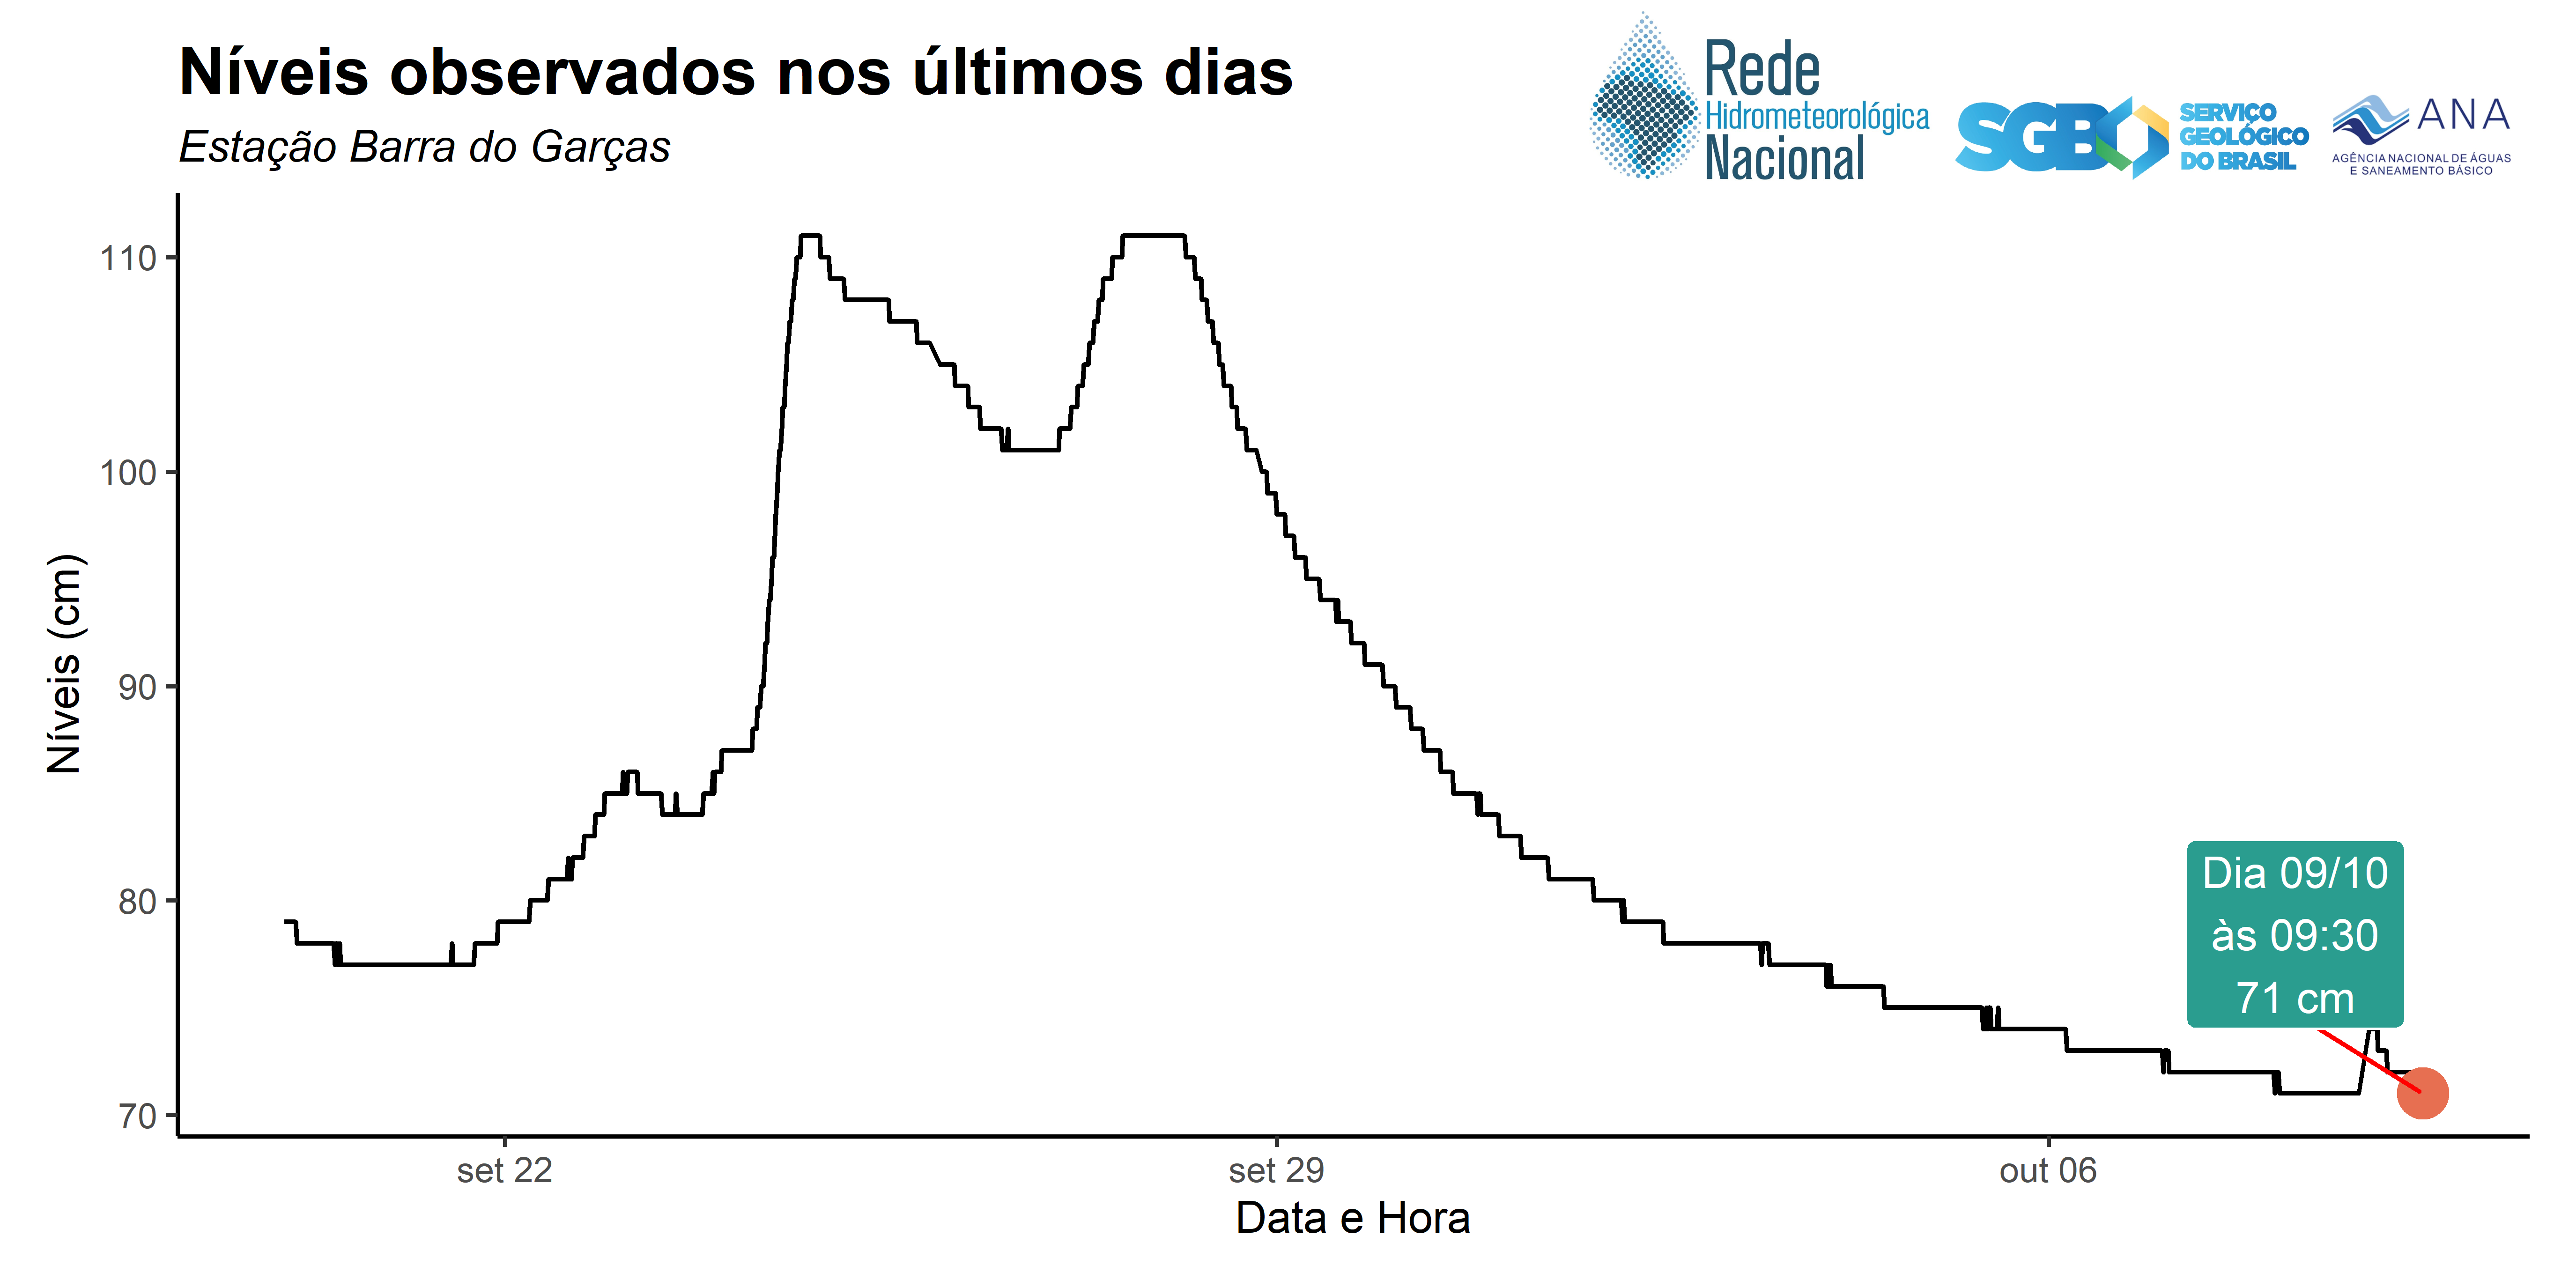 Níveis observados nos últimos dias
Estação Barra do Garças
Rede
Hidrometeorológica
Nacional
SGB
SERVIÇO
GEOLÓGICO
DO BRASIL
ANA
AGÊNCIA NACIONAL DE ÁGUAS
E SANEAMENTO BÁSICO
Níveis (cm)
110
100
90
80
70
Dia 09/10
às 09:30
71 cm
set 22
set 29
out 06
Data e Hora